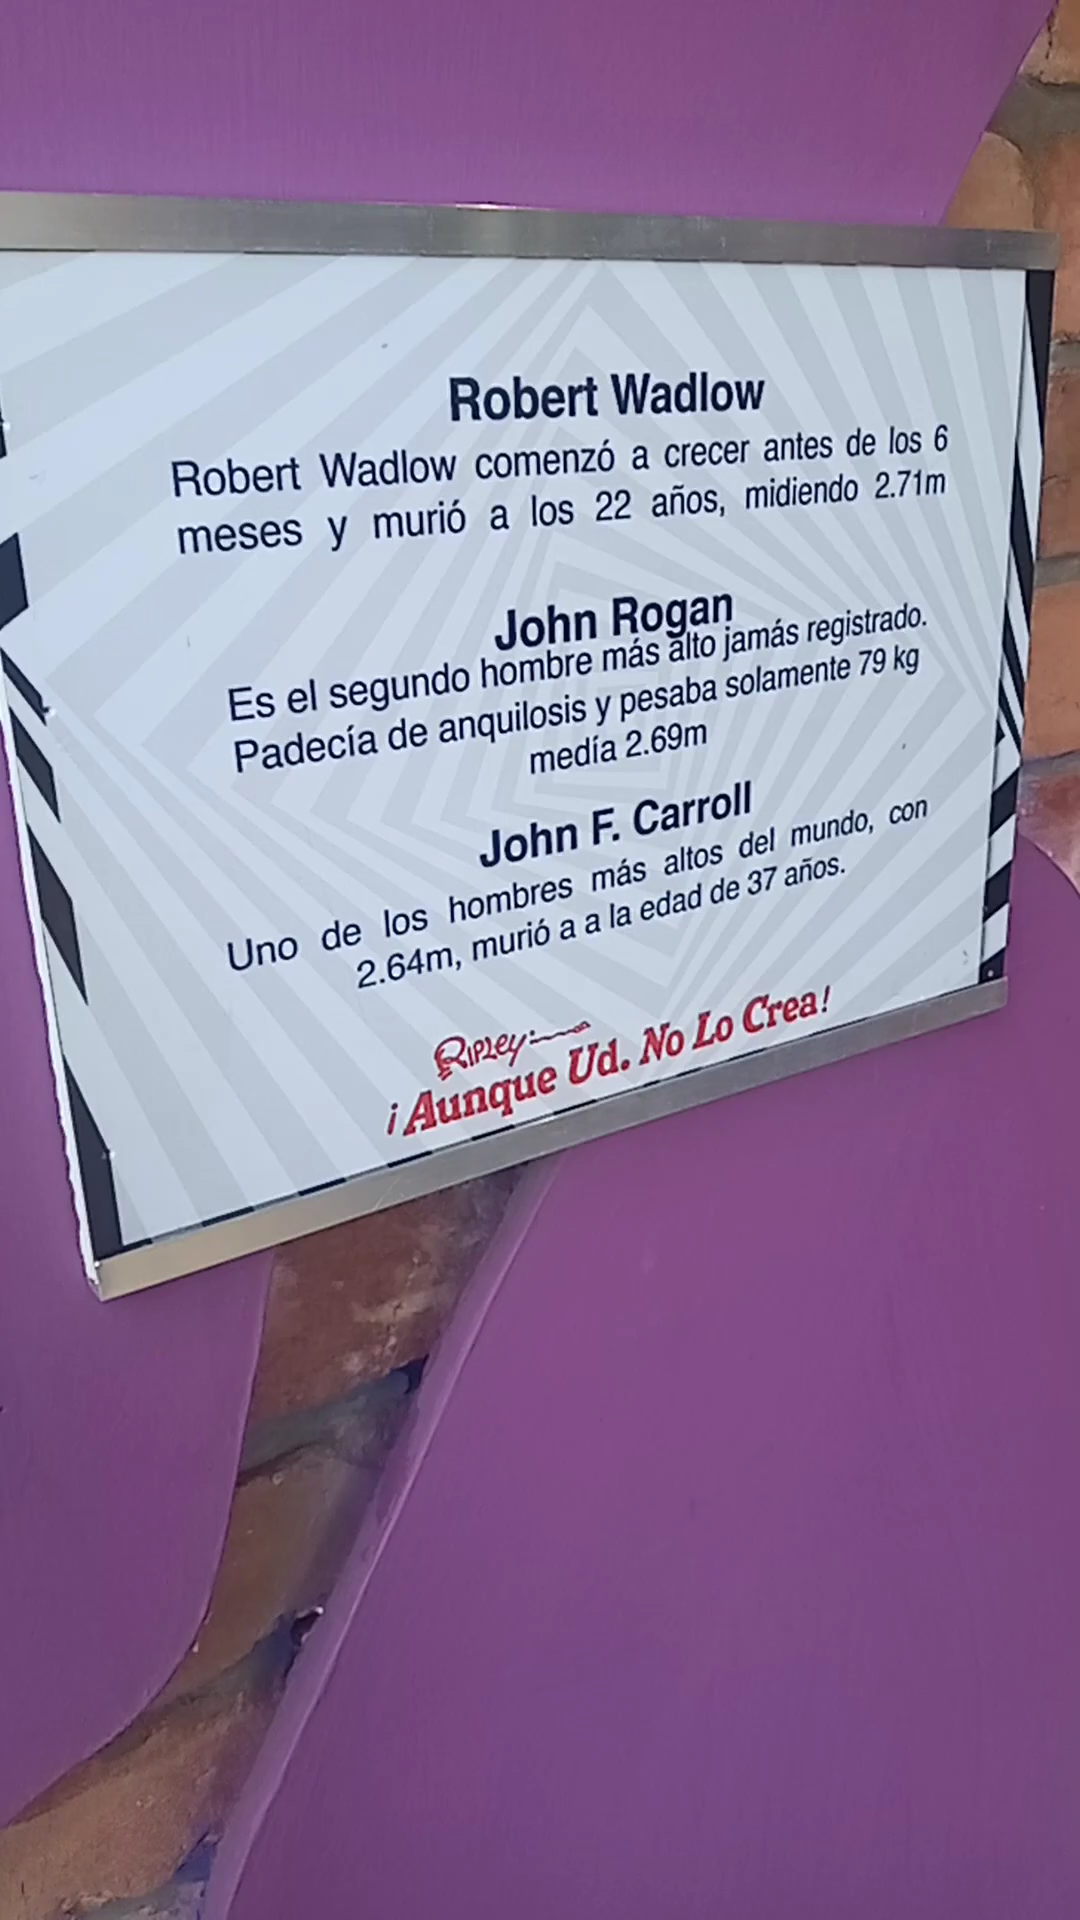 Robert Wadlow
Robert Wadlow comenzó a crecer antes de los 6
meses y murió a los 22 años, midiendo 2.71m
John Rogan
Es el segundo hombre más alto jamás registrado.
Padecía de anquilosis y pesaba solamente 79 kg
medía 2.69m
John F. Carroll
Uno de los hombres más altos del mundo, con
2.64m, murió a a la edad de 37 años.
Ripley
¡Aunque Ud. No Lo Crea!